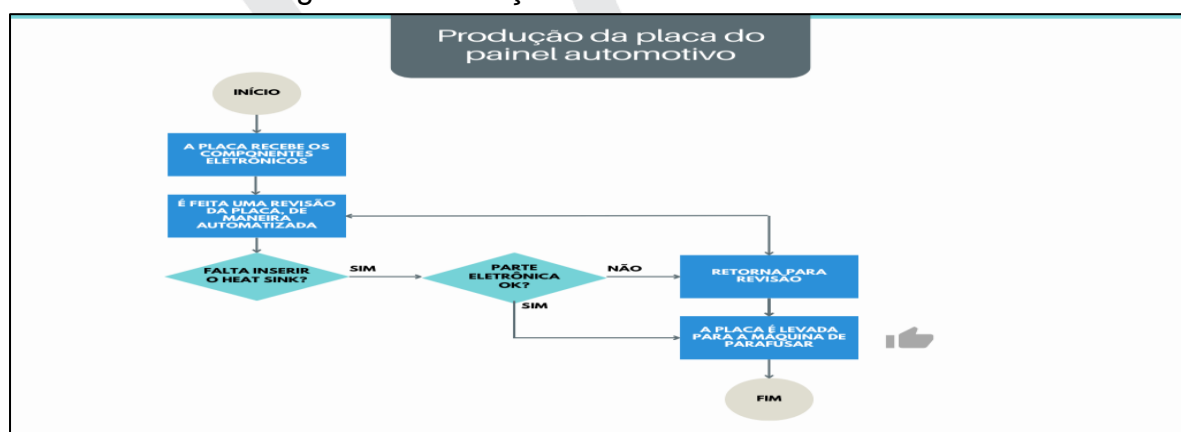 Produção da placa do
painel automotivo
INÍCIO
A PLACA RECEBE OS
COMPONENTES
ELETRÔNICOS
É FEITA UMA REVISÃO
DA PLACA, DE
MANEIRA
AUTOMATIZADA
FALTA INSERIR
O HEAT SINK?
SIM
PARTE
ELETRÔNICA
OK?
NÃO
RETORNA PARA
REVISÃO
SIM
A PLACA É LEVADA
PARA A MÁQUINA DE
PARAFUSAR
FIM